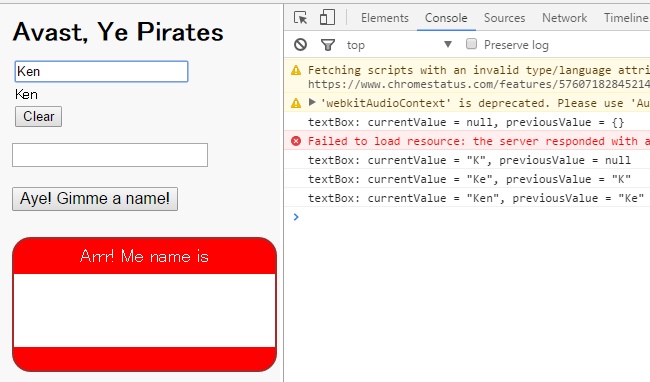 Avast, Ye Pirates
Ken
Ken
Clear
Aye! Gimme a name!
Arrr! Me name is
Elements Console Sources Network Timeline
top Preserve log
Fetching scripts with an invalid type/language attri
https://www.chromestatus.com/features/57607182845214
'webkitAudioContext' is deprecated. Please use 'Au
textBox: currentValue = null, previousValue = {}
Failed to load resource: the server responded with a
textBox: currentValue = "K", previousValue = null
textBox: currentValue = "Ke", previousValue = "K"
textBox: currentValue = "Ken", previousValue = "Ke"